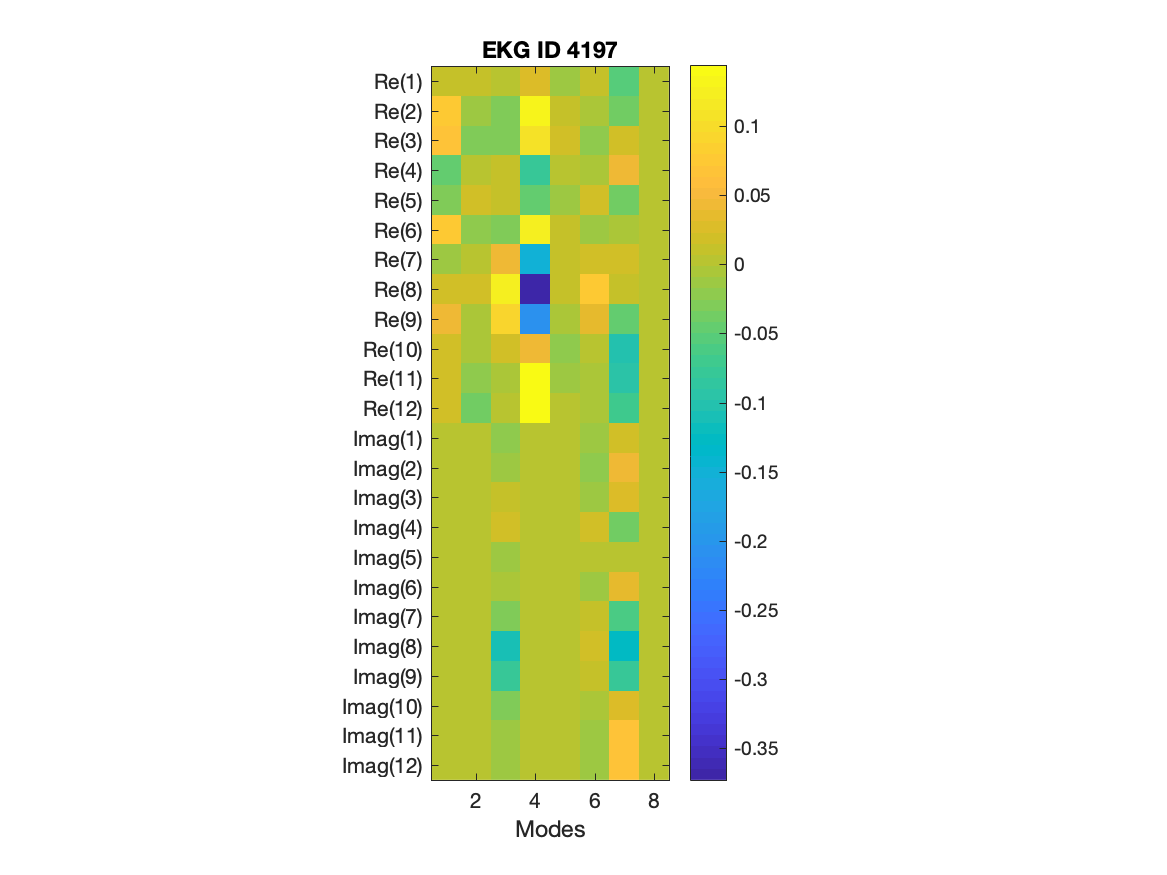 EKG ID 4197
Re(1)
Re(2)
Re(3)
Re(4)
Re(5)
Re(6)
Re(7)
Re(8)
Re(9)
Re(10)
Re(11)
Re(12)
Imag(1)
Imag(2)
Imag(3)
Imag(4)
Imag(5)
Imag(6)
Imag(7)
Imag(8)
Imag(9)
Imag(10)
Imag(11)
Imag(12)
2 4 6 8
Modes
0.1
0.05
0
-0.05
-0.1
-0.15
-0.2
-0.25
-0.3
-0.35